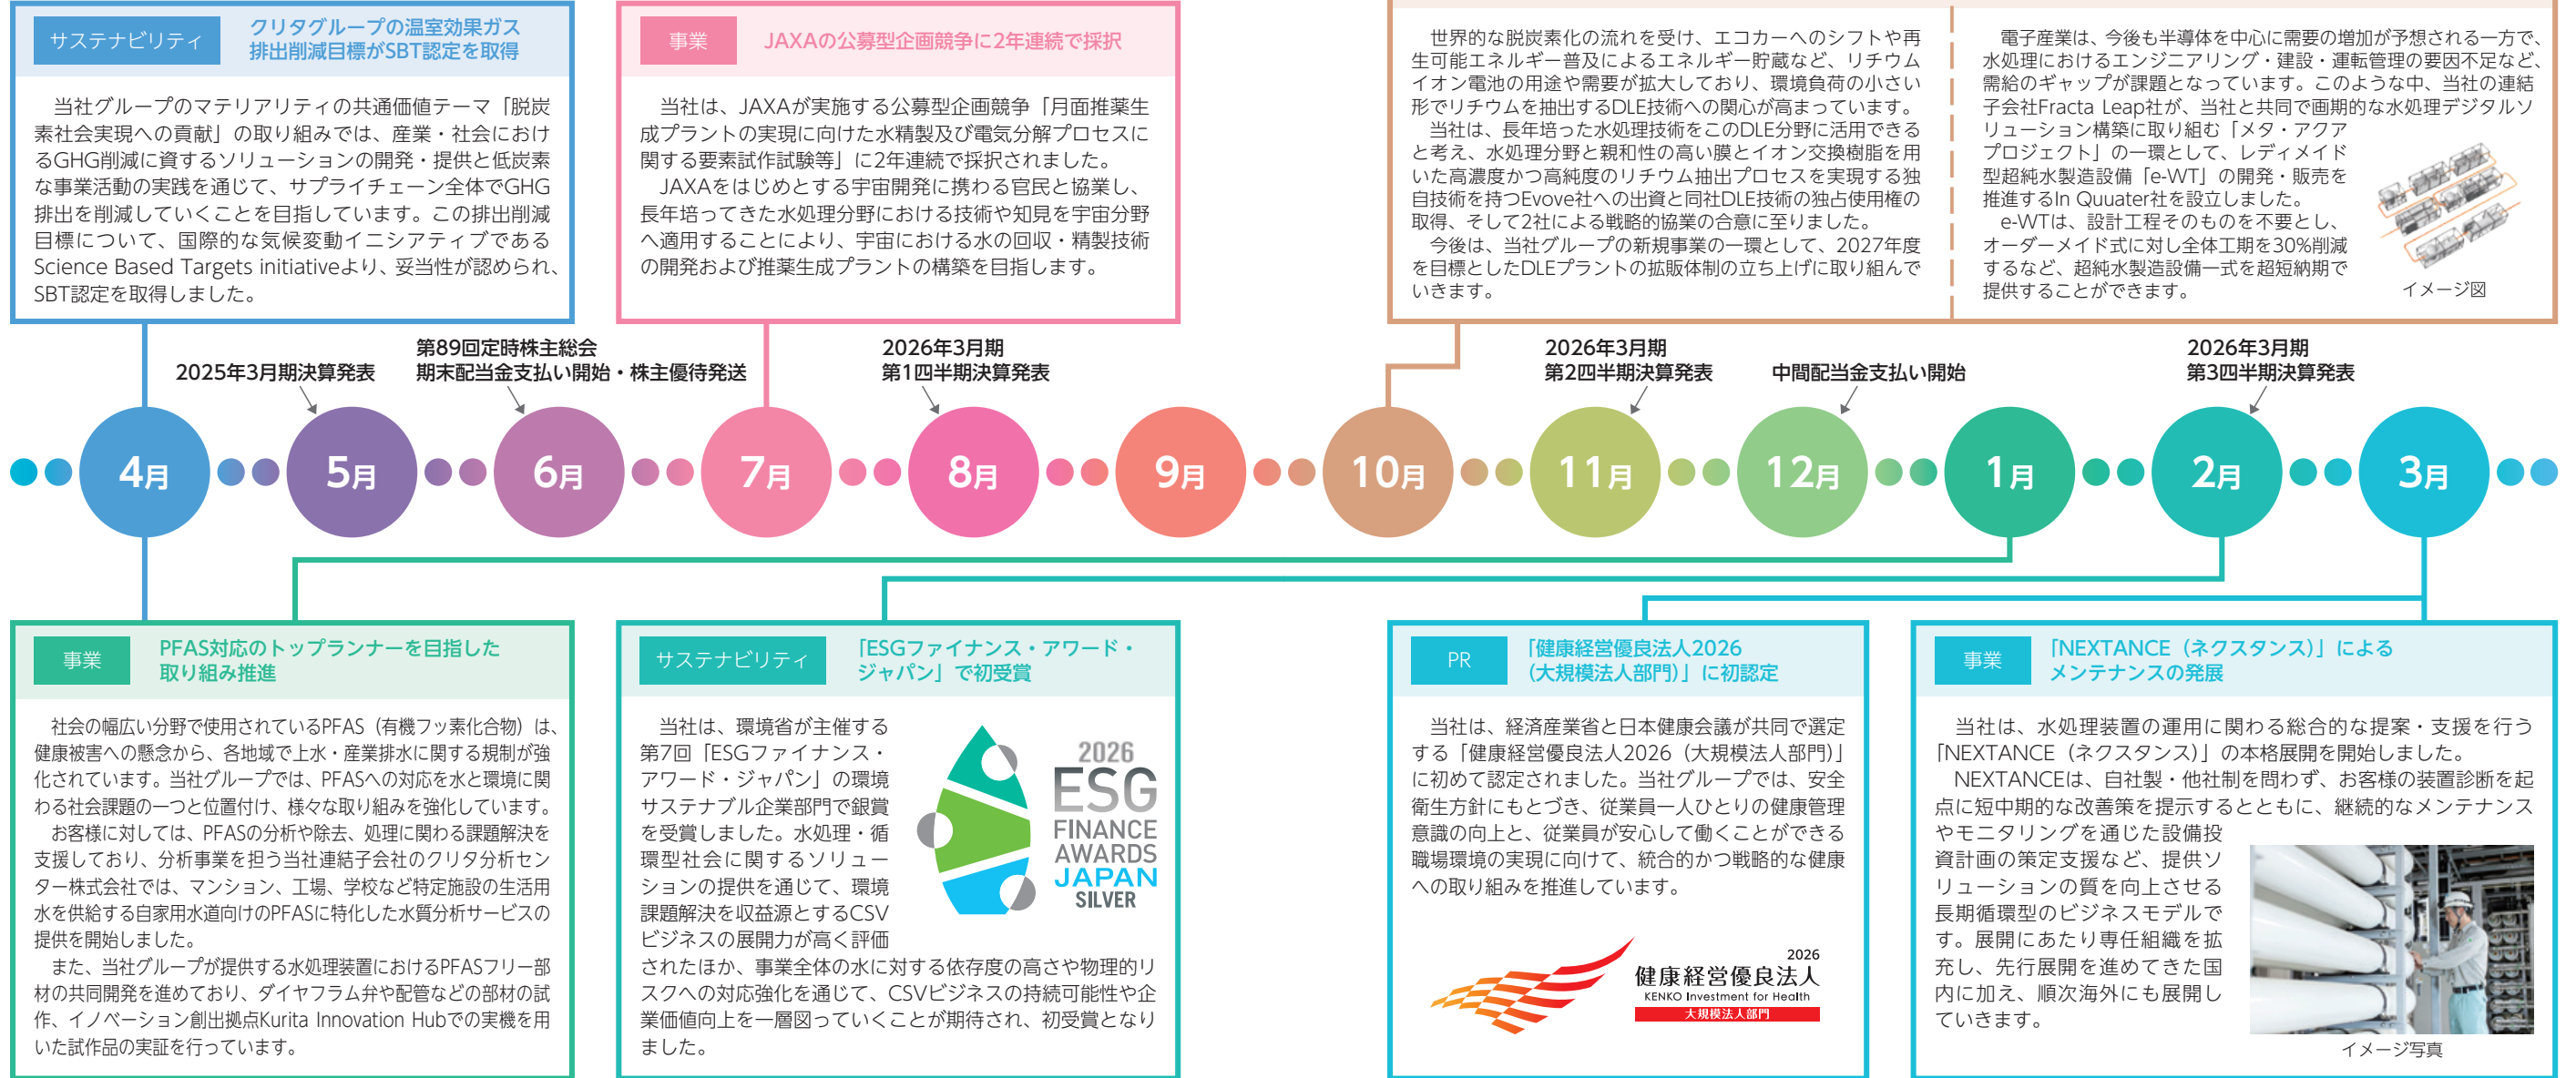 サステナビリティ
クリタグループの温室効果ガス
排出削減目標がSBT認定を取得
当社グループのマテリアリティの共通価値テーマ「脱炭
素社会実現への貢献」の取り組みでは、産業・社会におけ
るGHG削減に資するソリューションの開発・提供と低炭素
な事業活動の実践を通じて、サプライチェーン全体でGHG
排出を削減していくことを目指しています。この排出削減
目標について、国際的な気候変動イニシアティブである
Science Based Targets initiativeより、妥当性が認められ、
SBT認定を取得しました。
事業
JAXAの公募型企画競争に2年連続で採択
当社は、JAXAが実施する公募型企画競争「月面推薬生
成プラントの実現に向けた水精製及び電気分解プロセスに
関する要素試作試験等」に2年連続で採択されました。
JAXAをはじめとする宇宙開発に携わる官民と協業し、
長年培ってきた水処理分野における技術や知見を宇宙分野
へ適用することにより、宇宙における水の回収・精製技術
の開発および推薬生成プラントの構築を目指します。
世界的な脱炭素化の流れを受け、エコカーへのシフトや再
生可能エネルギー普及によるエネルギー貯蔵など、リチウム
イオン電池の用途や需要が拡大しており、環境負荷の小さい
形でリチウムを抽出するDLE技術への関心が高まっています。
当社は、長年培った水処理技術をこのDLE分野に活用できる
と考え、水処理分野と親和性の高い膜とイオン交換樹脂を用
いた高濃度かつ高純度のリチウム抽出プロセスを実現する独
自技術を持つEvove社への出資と同社DLE技術の独占使用権の
取得、そして2社による戦略的協業の合意に至りました。
今後は、当社グループの新規事業の一環として、2027年度
を目標としたDLEプラントの拡販体制の立ち上げに取り組んで
いきます。
電子産業は、今後も半導体を中心に需要の増加が予想される一方で、
水処理におけるエンジニアリング・建設・運転管理の要因不足など、
需給のギャップが課題となっています。このような中、当社の連結
子会社Fracta Leap社が、当社と共同で画期的な水処理デジタルソ
リューション構築に取り組む「メタ・アクア
プロジェクト」の一環として、レディメイド
型超純水製造設備「e-WT」の開発・販売を
推進するIn Quuater社を設立しました。
e-WTは、設計工程そのものを不要とし、
オーダーメイド式に対し全体工期を30%削減
するなど、超純水製造設備一式を超短納期で
提供することができます。
イメージ図
2025年3月期決算発表
第89回定時株主総会
期末配当金支払い開始・株主優待発送
2026年3月期
第1四半期決算発表
2026年3月期
第2四半期決算発表
中間配当金支払い開始
2026年3月期
第3四半期決算発表
4月
5月
6月
7月
8月
9月
10月
11月
12月
1月
2月
3月
事業
PFAS対応のトップランナーを目指した
取り組み推進
社会の幅広い分野で使用されているPFAS（有機フッ素化合物）は、
健康被害への懸念から、各地域で上水・産業排水に関する規制が強
化されています。当社グループでは、PFASへの対応を水と環境に関
わる社会課題の一つと位置付け、様々な取り組みを強化しています。
お客様に対しては、PFASの分析や除去、処理に関わる課題解決を
支援しており、分析事業を担う当社連結子会社のクリタ分析セン
ター株式会社では、マンション、工場、学校など特定施設の生活用
水を供給する自家用水道向けのPFASに特化した水質分析サービスの
提供を開始しました。
また、当社グループが提供する水処理装置におけるPFASフリー部
材の共同開発を進めており、ダイヤフラム弁や配管などの部材の試
作、イノベーション創出拠点Kurita Innovation Hubでの実機を用
いた試作品の実証を行っています。
サステナビリティ
「ESGファイナンス・アワード・
ジャパン」で初受賞
当社は、環境省が主催する
第7回「ESGファイナンス・
アワード・ジャパン」の環境
サステナブル企業部門で銀賞
を受賞しました。水処理・循
環型社会に関するソリュー
ションの提供を通じて、環境
課題解決を収益源とするCSV
ビジネスの展開力が高く評価
されたほか、事業全体の水に対する依存度の高さや物理的リ
スクへの対応強化を通じて、CSVビジネスの持続可能性や企
業価値向上を一層図っていくことが期待され、初受賞となり
ました。
2026
ESG
FINANCE
AWARDS
JAPAN
SILVER
PR
「健康経営優良法人2026
（大規模法人部門）」に初認定
当社は、経済産業省と日本健康会議が共同で選定
する「健康経営優良法人2026（大規模法人部門）」
に初めて認定されました。当社グループでは、安全
衛生方針にもとづき、従業員一人ひとりの健康管理
意識の向上と、従業員が安心して働くことができる
職場環境の実現に向けて、統合的かつ戦略的な健康
への取り組みを推進しています。
2026
健康経営優良法人
KENKO Investment for Health
大規模法人部門
事業
「NEXTANCE（ネクスタンス）」による
メンテナンスの発展
当社は、水処理装置の運用に関わる総合的な提案・支援を行う
「NEXTANCE（ネクスタンス）」の本格展開を開始しました。
NEXTANCEは、自社製・他社制を問わず、お客様の装置診断を起
点に短中期的な改善策を提示するとともに、継続的なメンテナンス
やモニタリングを通じた設備投
資計画の策定支援など、提供ソ
リューションの質を向上させる
長期循環型のビジネスモデルで
す。展開にあたり専任組織を拡
充し、先行展開を進めてきた国
内に加え、順次海外にも展開し
ていきます。
イメージ写真